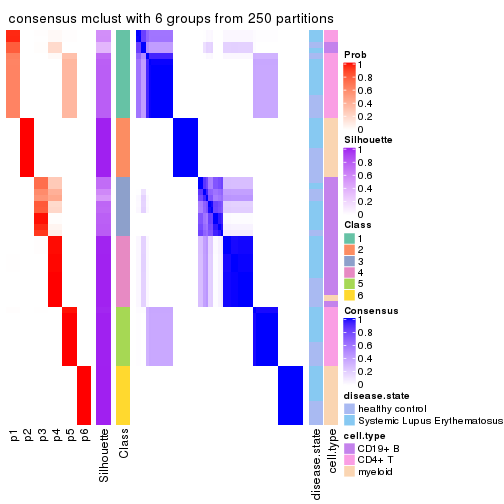 consensus mclust with 6 groups from 250 partitions
Prob
1
0.8
0.6
0.4
0.2
0
Silhouette
1
0.8
0.6
0.4
0.2
0
Class
1
2
3
4
5
6
Consensus
1
0.8
0.6
0.4
0.2
0
disease.state
healthy control
Systemic Lupus Erythematosus
cell.type
CD19+ B
CD4+ T
myeloid
p1
p2
p3
p4
p5
p6
Silhouette
Class
disease.state
cell.type